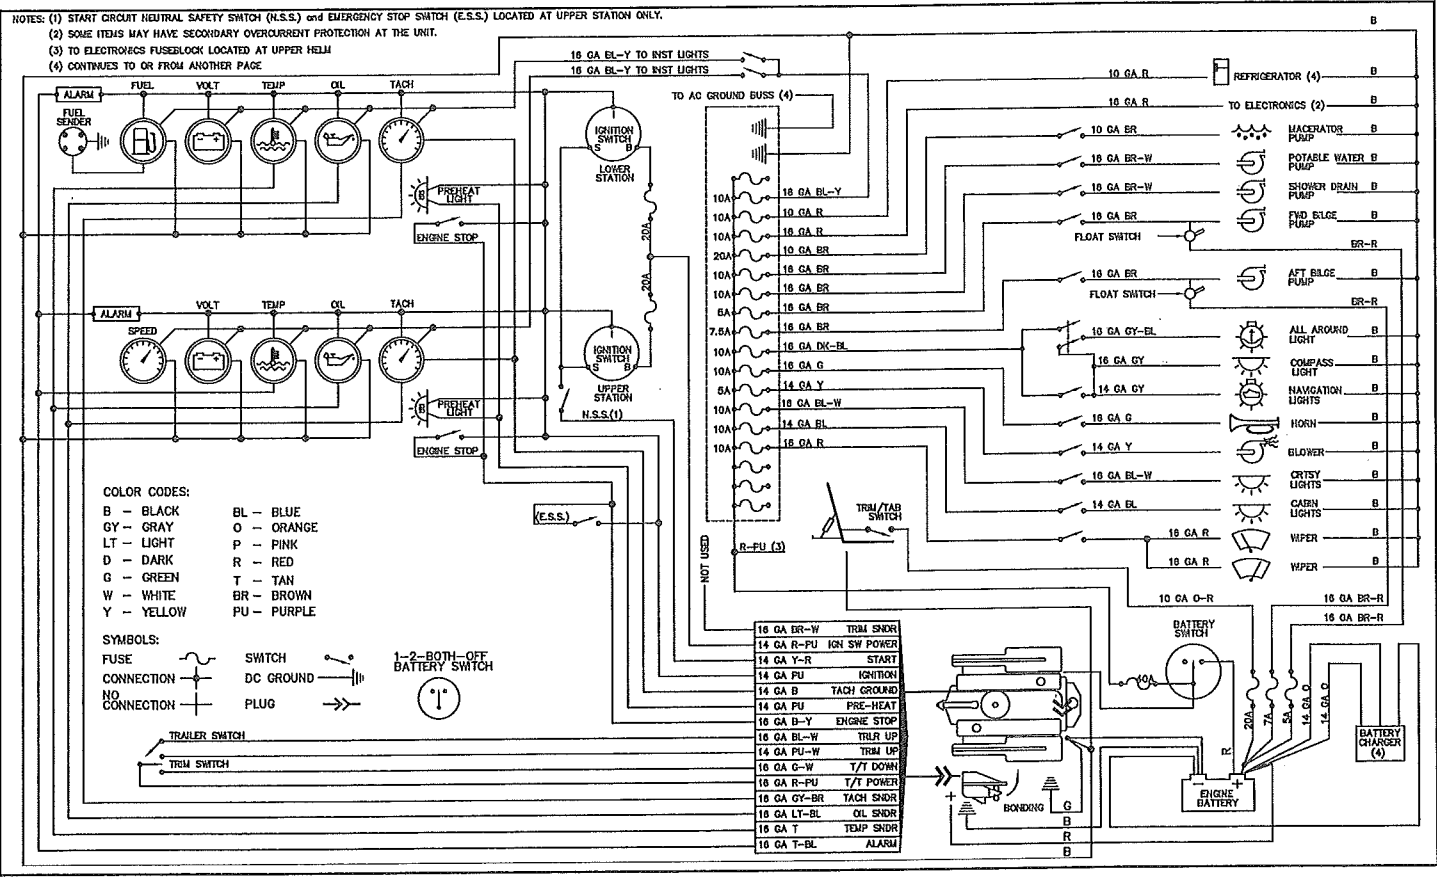 NOTES: (1) START CIRCUIT NEUTRAL SAFETY SWITCH (N.S.S.) and EMERGENCY STOP SWITCH (E.S.S.) LOCATED AT UPPER STATION ONLY.
(2) SOME ITEMS MAY HAVE SECONDARY OVERCURRENT PROTECTION AT THE UNIT.
(3) TO ELECTRONICS FUSEBLOCK LOCATED AT UPPER HELM
(4) CONTINUES TO OR FROM ANOTHER PAGE
16 GA BL-Y TO INST LIGHTS
16 GA BL-Y TO INST LIGHTS
TO AC GROUND BUSS (4)
ALARM
FUEL
VOLT
TEMP
OIL
TACH
FUEL
SENDER
PREHEAT
LIGHT
ENGINE STOP
IGNITION
SWITCH
S B
LOWER
STATION
20A
20A
ALARM
VOLT
TEMP
OIL
TACH
SPEED
PREHEAT
LIGHT
ENGINE STOP
IGNITION
SWITCH
S B
UPPER
STATION
N.S.S.(1)
(E.S.S.)
10A
10A
10A
20A
10A
10A
5A
7.5A
10A
10A
5A
10A
10A
10A
16 GA BL-Y
10 GA R
16 GA R
10 GA BR
16 GA BR
16 GA BR
16 GA BR
16 GA BR
16 GA DK-BL
16 GA G
14 GA Y
16 GA BL-W
14 GA BL
16 GA R
R-PU (3)
NOT USED
TRIM/TAB
SWITCH
B
10 GA R
REFRIGERATOR (4)
B
16 GA R
TO ELECTRONICS (2)
B
10 GA BR
MACERATOR
PUMP
B
16 GA BR-W
POTABLE WATER
PUMP
B
16 GA BR-W
SHOWER DRAIN
PUMP
B
16 GA BR
FWD BILGE
PUMP
B
FLOAT SWITCH
BR-R
16 GA BR
AFT BILGE
PUMP
B
FLOAT SWITCH
BR-R
16 GA GY-BL
ALL AROUND
LIGHT
B
16 GA GY
COMPASS
LIGHT
B
14 GA GY
NAVIGATION
LIGHTS
B
16 GA G
HORN
B
14 GA Y
BLOWER
B
16 GA BL-W
CRTSY
LIGHTS
B
14 GA BL
CABIN
LIGHTS
B
16 GA R
WIPER
B
16 GA R
WIPER
B
10 GA O-R
16 GA BR-R
16 GA BR-R
COLOR CODES:
B - BLACK
GY - GRAY
LT - LIGHT
D - DARK
G - GREEN
W - WHITE
Y - YELLOW
BL - BLUE
O - ORANGE
P - PINK
R - RED
T - TAN
BR - BROWN
PU - PURPLE
SYMBOLS:
FUSE
CONNECTION
NO
CONNECTION
SWITCH
DC GROUND
PLUG
1-2-BOTH-OFF
BATTERY SWITCH
TRAILER SWITCH
TRIM SWITCH
16 GA BR-W TRIM SNDR
14 GA R-PU IGN SW POWER
14 GA Y-R START
14 GA PU IGNITION
14 GA B TACH GROUND
14 GA PU PRE-HEAT
16 GA B-Y ENGINE STOP
16 GA BL-W TRLR UP
14 GA PU-W TRIM UP
16 GA G-W T/T DOWN
16 GA R-PU T/T POWER
16 GA GY-BR TACH SNDR
16 GA LT-BL OIL SNDR
16 GA T TEMP SNDR
16 GA T-BL ALARM
BATTERY
SWITCH
40A
20A
7A
5A
14 GA O
14 GA O
R
BATTERY
CHARGER
(4)
- +
ENGINE
BATTERY
+
-
BONDING
G
B
R
B